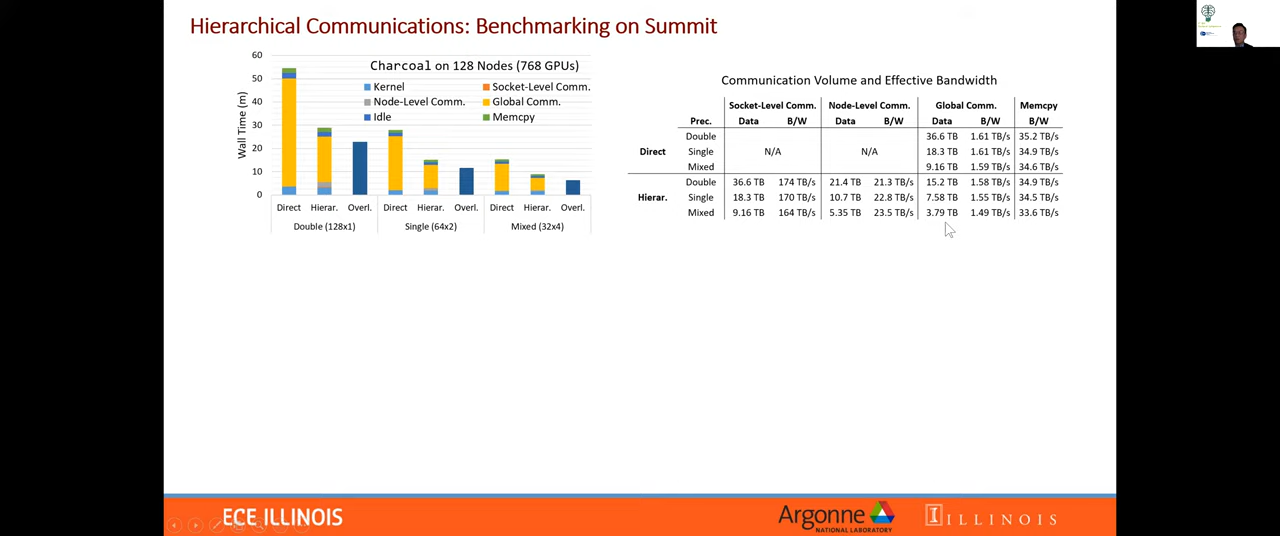 Hierarchical Communications: Benchmarking on Summit
Charcoal on 128 Nodes (768 GPUs)
Kernel
Socket-Level Comm.
Node-Level Comm.
Global Comm.
Idle
Memcpy
Wall Time (m)
60
50
40
30
20
10
0
Direct Hierar. Overl. Direct Hierar. Overl. Direct Hierar. Overl.
Double (128x1) Single (64x2) Mixed (32x4)
Communication Volume and Effective Bandwidth
Socket-Level Comm. Node-Level Comm. Global Comm. Memcpy
Prec. Data B/W Data B/W Data B/W B/W
Double 36.6 TB 1.61 TB/s 35.2 TB/s
Direct Single N/A N/A 18.3 TB 1.61 TB/s 34.9 TB/s
Mixed 9.16 TB 1.59 TB/s 34.6 TB/s
Double 36.6 TB 174 TB/s 21.4 TB 21.3 TB/s 15.2 TB 1.58 TB/s 34.9 TB/s
Hierar. Single 18.3 TB 170 TB/s 10.7 TB 22.8 TB/s 7.58 TB 1.55 TB/s 34.5 TB/s
Mixed 9.16 TB 164 TB/s 5.35 TB 23.5 TB/s 3.79 TB 1.49 TB/s 33.6 TB/s
ECE ILLINOIS
Argonne
NATIONAL LABORATORY
I ILLINOIS